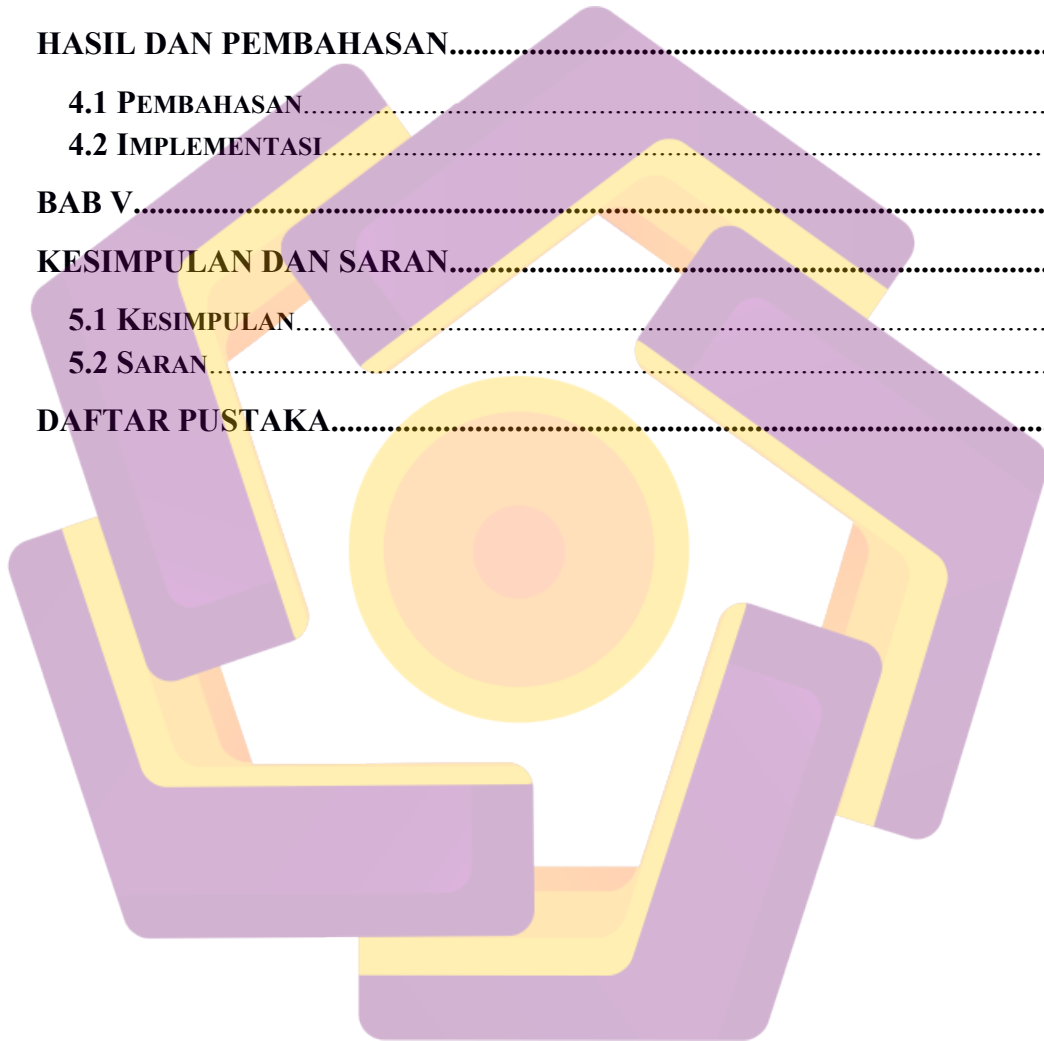 HASIL DAN PEMBAHASAN........................................................................
4.1 PEMBAHASAN........................................................................
4.2 IMPLEMENTASI........................................................................
BAB V........................................................................
KESIMPULAN DAN SARAN........................................................................
5.1 KESIMPULAN........................................................................
5.2 SARAN........................................................................
DAFTAR PUSTAKA........................................................................